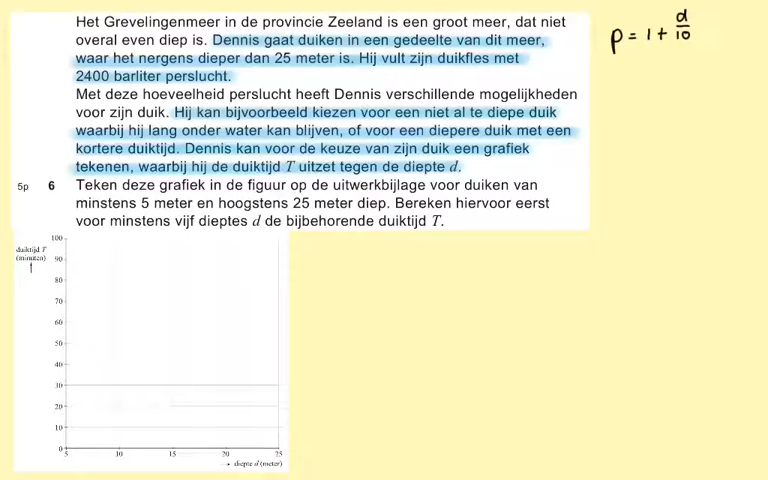 Het Grevelingenmeer in de provincie Zeeland is een groot meer, dat niet
overal even diep is. Dennis gaat duiken in een gedeelte van dit meer,
waar het nergens dieper dan 25 meter is. Hij vult zijn duikfles met
2400 barliter perslucht.
Met deze hoeveelheid perslucht heeft Dennis verschillende mogelijkheden
voor zijn duik. Hij kan bijvoorbeeld kiezen voor een niet al te diepe duik
waarbij hij lang onder water kan blijven, of voor een diepere duik met een
kortere duiktijd. Dennis kan voor de keuze van zijn duik een grafiek
tekenen, waarbij hij de duiktijd T uitzet tegen de diepte d.
5p 6 Teken deze grafiek in de figuur op de uitwerkbijlage voor duiken van
minstens 5 meter en hoogstens 25 meter diep. Bereken hiervoor eerst
voor minstens vijf dieptes d de bijbehorende duiktijd T.
p = 1 + d/10
duiktijd T
(minuten)
100
90
80
70
60
50
40
30
20
10
0
5 10 15 20 25
→ diepte d (meter)